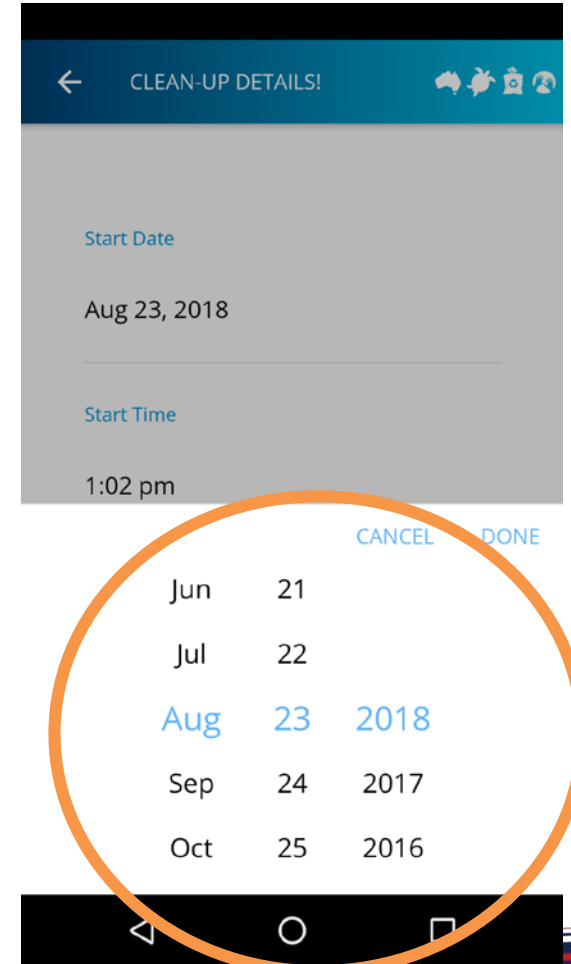 CLEAN-UP DETAILS!
Start Date
Aug 23, 2018
Start Time
1:02 pm
CANCEL DONE
Jun 21
Jul 22
Aug 23 2018
Sep 24 2017
Oct 25 2016